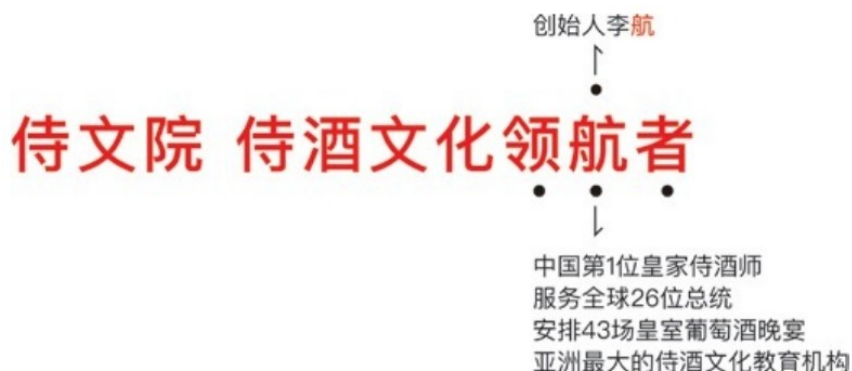 创始人李航
侍文院 侍酒文化领航者
中国第1位皇家侍酒师
服务全球26位总统
安排43场皇室葡萄酒晚宴
亚洲最大的侍酒文化教育机构